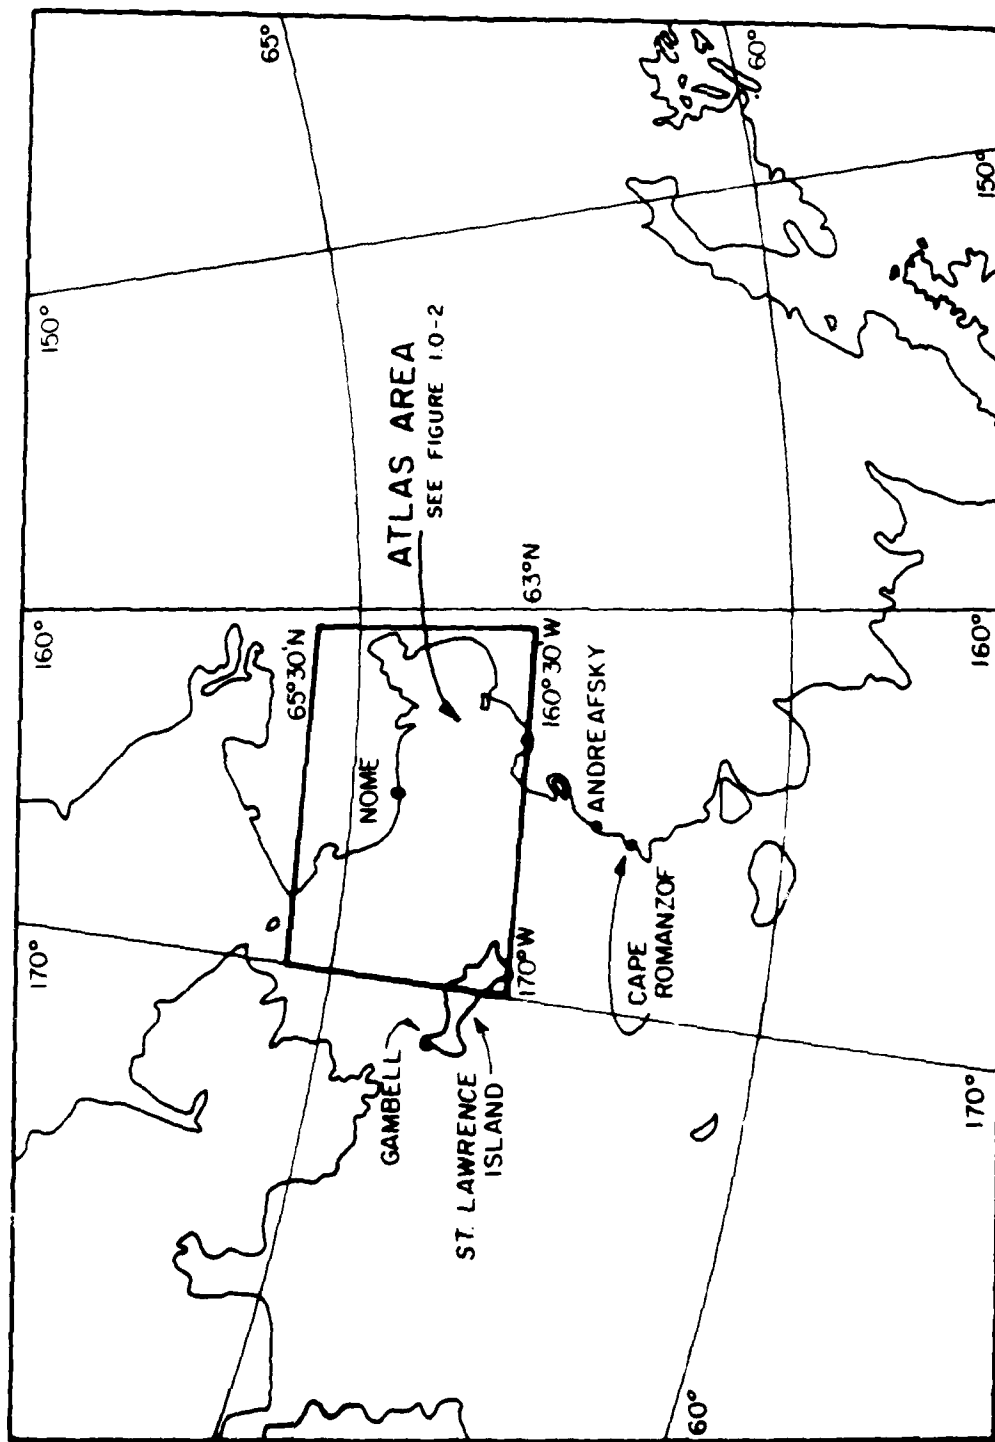 150°
65°
60°
150°
160°
ATLAS AREA
SEE FIGURE 1.0-2
65°30'N
63°N
160°30'W
NOME
ANDREAFSKY
160°
170°
170°W
CAPE
ROMANZOF
GAMBELL
ST. LAWRENCE
ISLAND
170°
60°